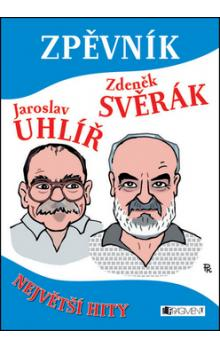 ZPĚVNÍK
Zdeněk
SVĚRÁK
Jaroslav
UHLÍŘ
NEJVĚTŠÍ HITY
FRAGMENT